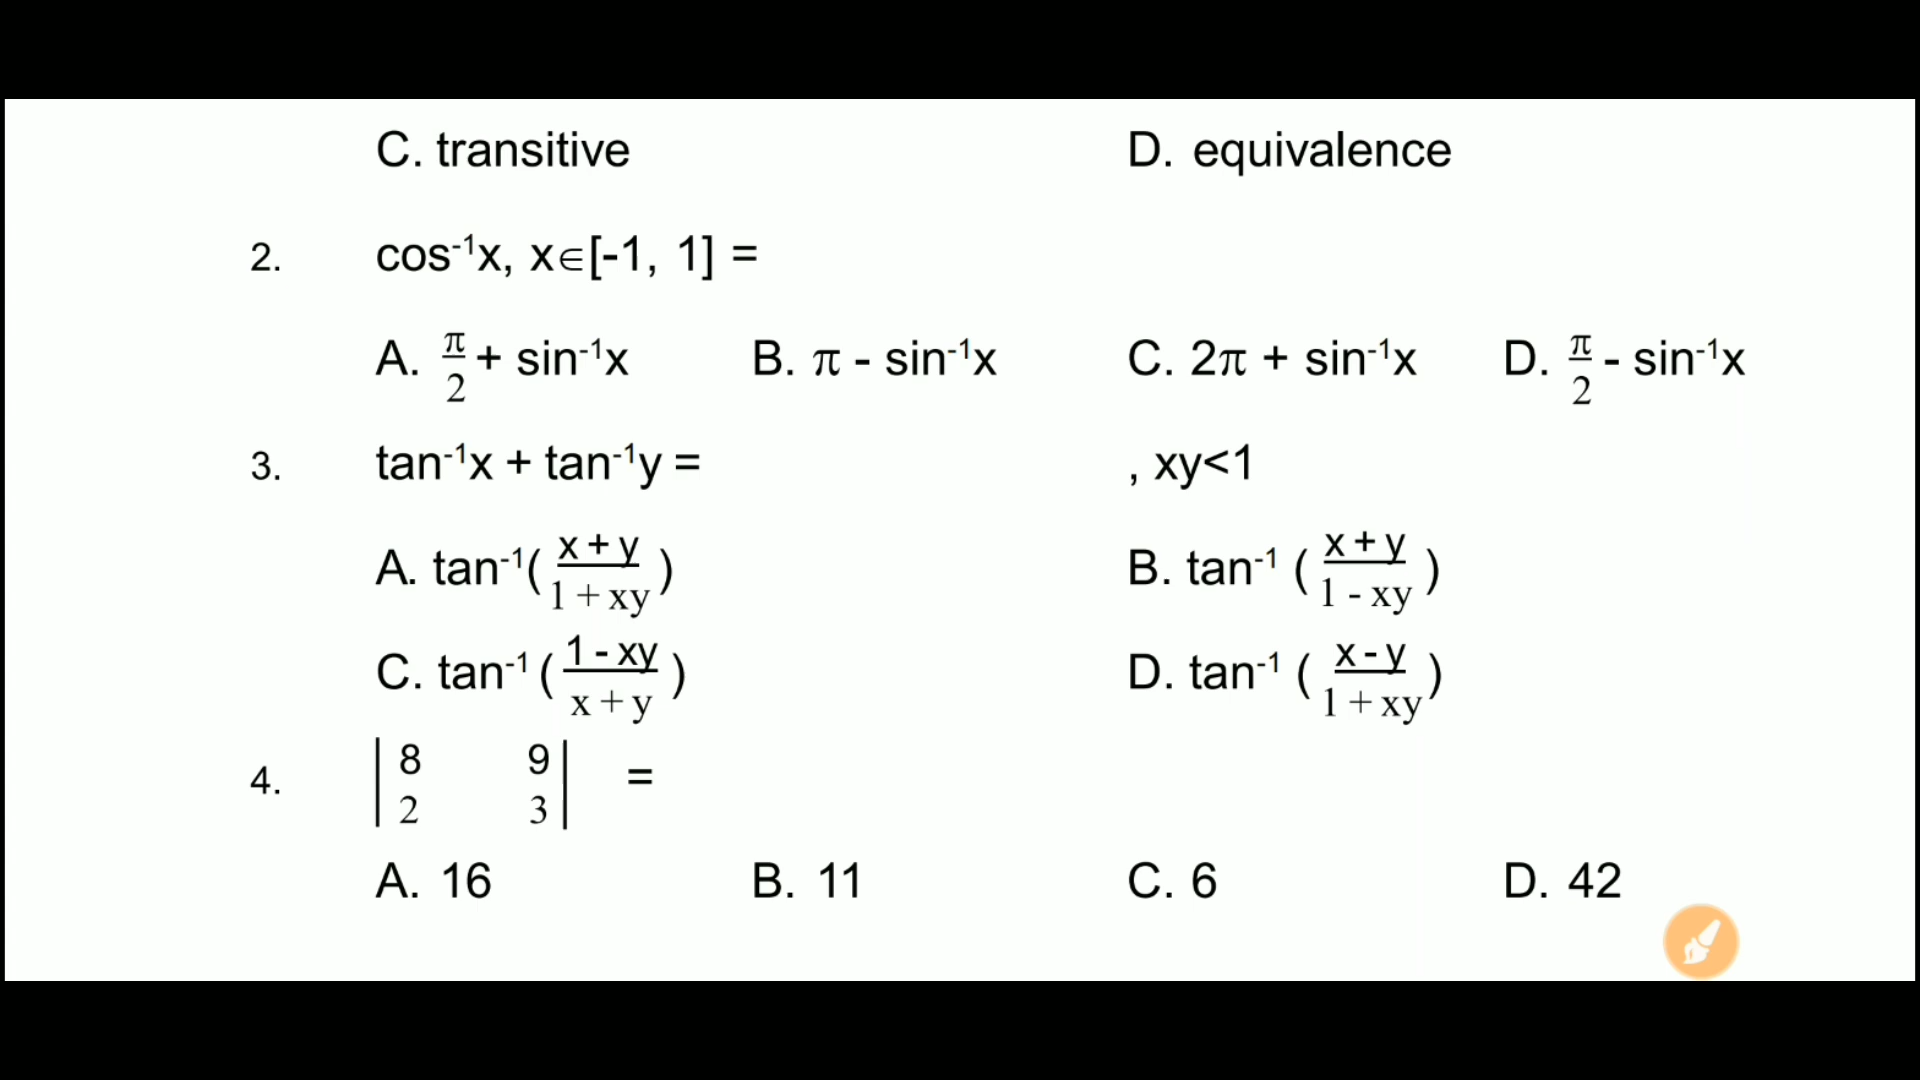 C. transitive D. equivalence
2. cos⁻¹x, x∈[-1, 1] =
A. π/2 + sin⁻¹x B. π - sin⁻¹x C. 2π + sin⁻¹x D. π/2 - sin⁻¹x
3. tan⁻¹x + tan⁻¹y = , xy<1
A. tan⁻¹( x + y / 1 + xy ) B. tan⁻¹ ( x + y / 1 - xy )
C. tan⁻¹ ( 1 - xy / x + y ) D. tan⁻¹ ( x - y / 1 + xy )
4. | 8 9 | =
| 2 3 |
A. 16 B. 11 C. 6 D. 42